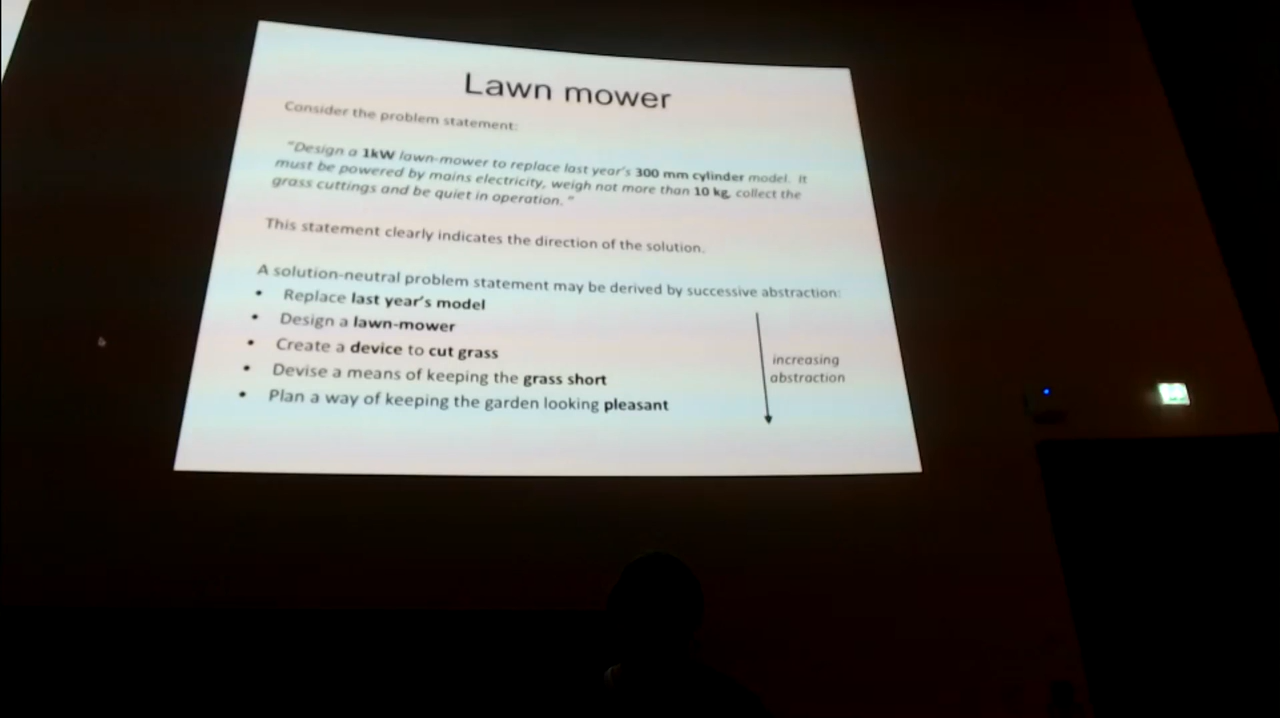 Lawn mower
Consider the problem statement:
"Design a 1kW lawn-mower to replace last year's 300 mm cylinder model. It
must be powered by mains electricity, weigh not more than 10 kg, collect the
grass cuttings and be quiet in operation."
This statement clearly indicates the direction of the solution.
A solution-neutral problem statement may be derived by successive abstraction:
• Replace last year's model
• Design a lawn-mower
• Create a device to cut grass
• Devise a means of keeping the grass short
• Plan a way of keeping the garden looking pleasant
increasing
abstraction